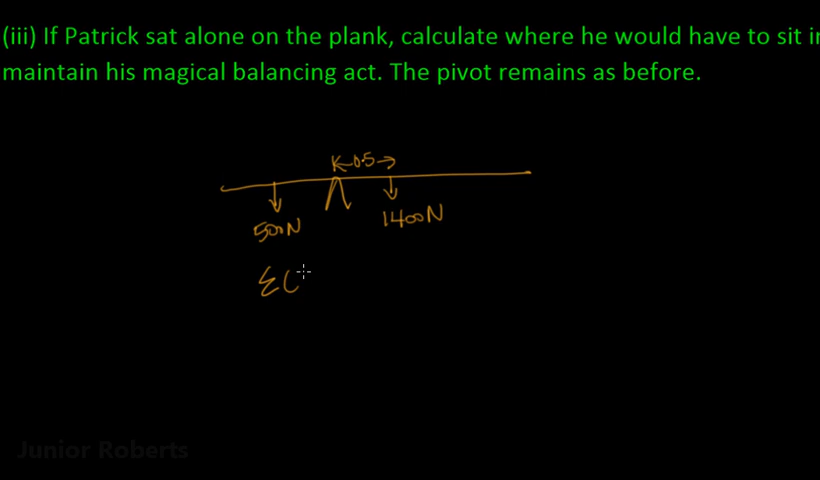 (iii) If Patrick sat alone on the plank, calculate where he would have to sit in
maintain his magical balancing act. The pivot remains as before.
0.5
500N
1400N
Σ(
Junior Roberts